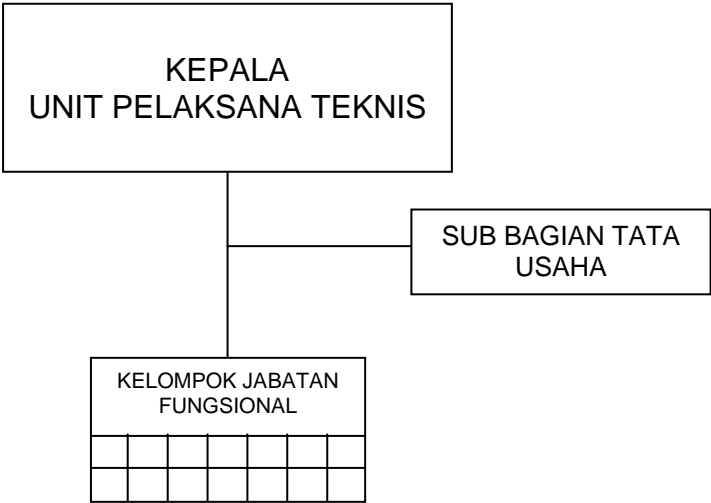 KEPALA
UNIT PELAKSANA TEKNIS
SUB BAGIAN TATA
USAHA
KELOMPOK JABATAN
FUNGSIONAL